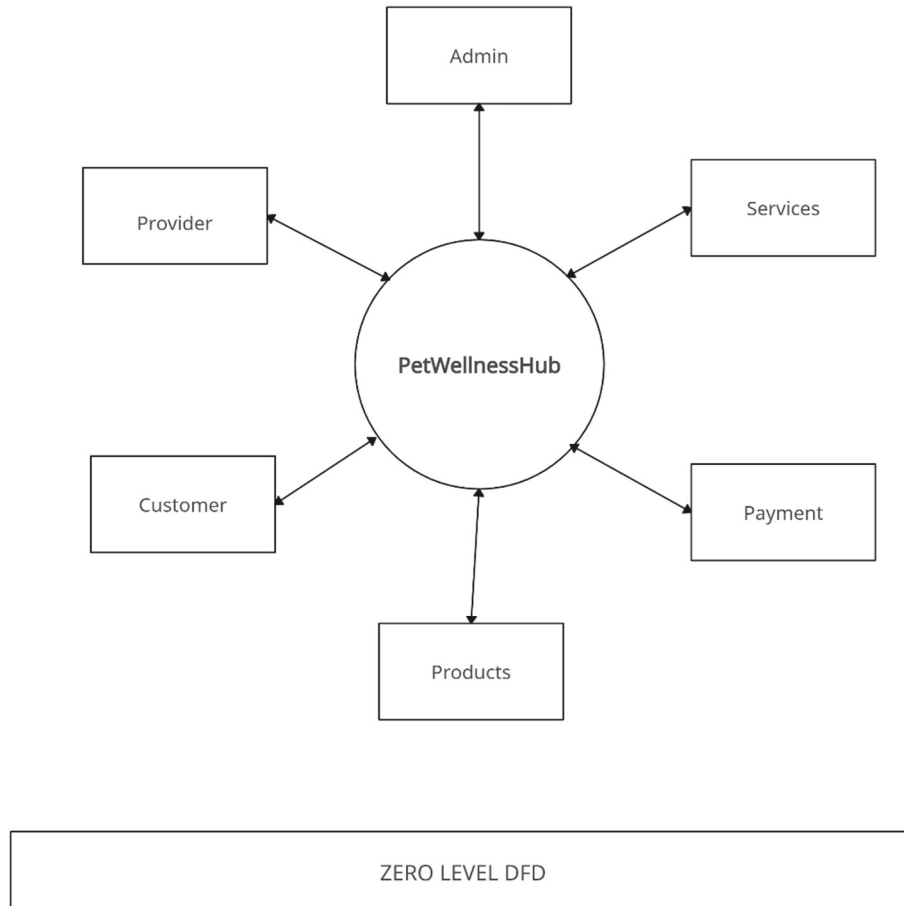 Admin
Provider
Services
PetWellnessHub
Customer
Payment
Products
ZERO LEVEL DFD